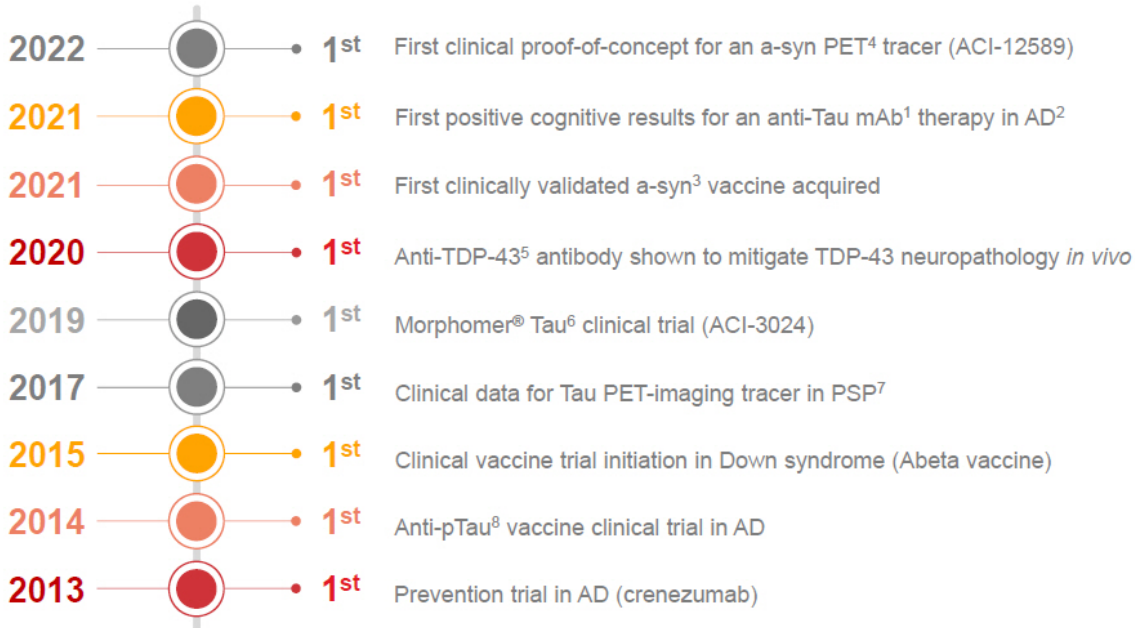 2022 1st First clinical proof-of-concept for an a-syn PET4 tracer (ACI-12589)
2021 1st First positive cognitive results for an anti-Tau mAb1 therapy in AD2
2021 1st First clinically validated a-syn3 vaccine acquired
2020 1st Anti-TDP-435 antibody shown to mitigate TDP-43 neuropathology in vivo
2019 1st Morphomer® Tau6 clinical trial (ACI-3024)
2017 1st Clinical data for Tau PET-imaging tracer in PSP7
2015 1st Clinical vaccine trial initiation in Down syndrome (Abeta vaccine)
2014 1st Anti-pTau8 vaccine clinical trial in AD
2013 1st Prevention trial in AD (crenezumab)